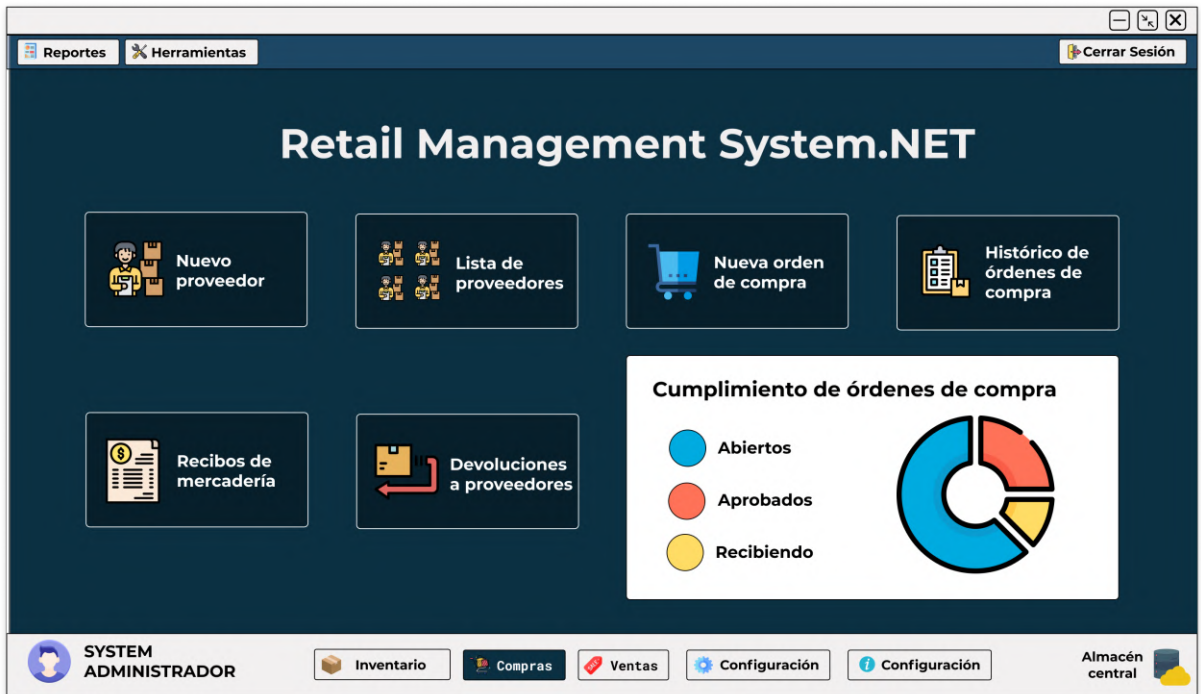 Reportes
Herramientas
Cerrar Sesión
Retail Management System.NET
Nuevo
proveedor
Lista de
proveedores
Nueva orden
de compra
Histórico de
órdenes de
compra
Recibos de
mercadería
Devoluciones
a proveedores
Cumplimiento de órdenes de compra
Abiertos
Aprobados
Recibiendo
SYSTEM
ADMINISTRADOR
Inventario
Compras
Ventas
Configuración
Configuración
Almacén
central